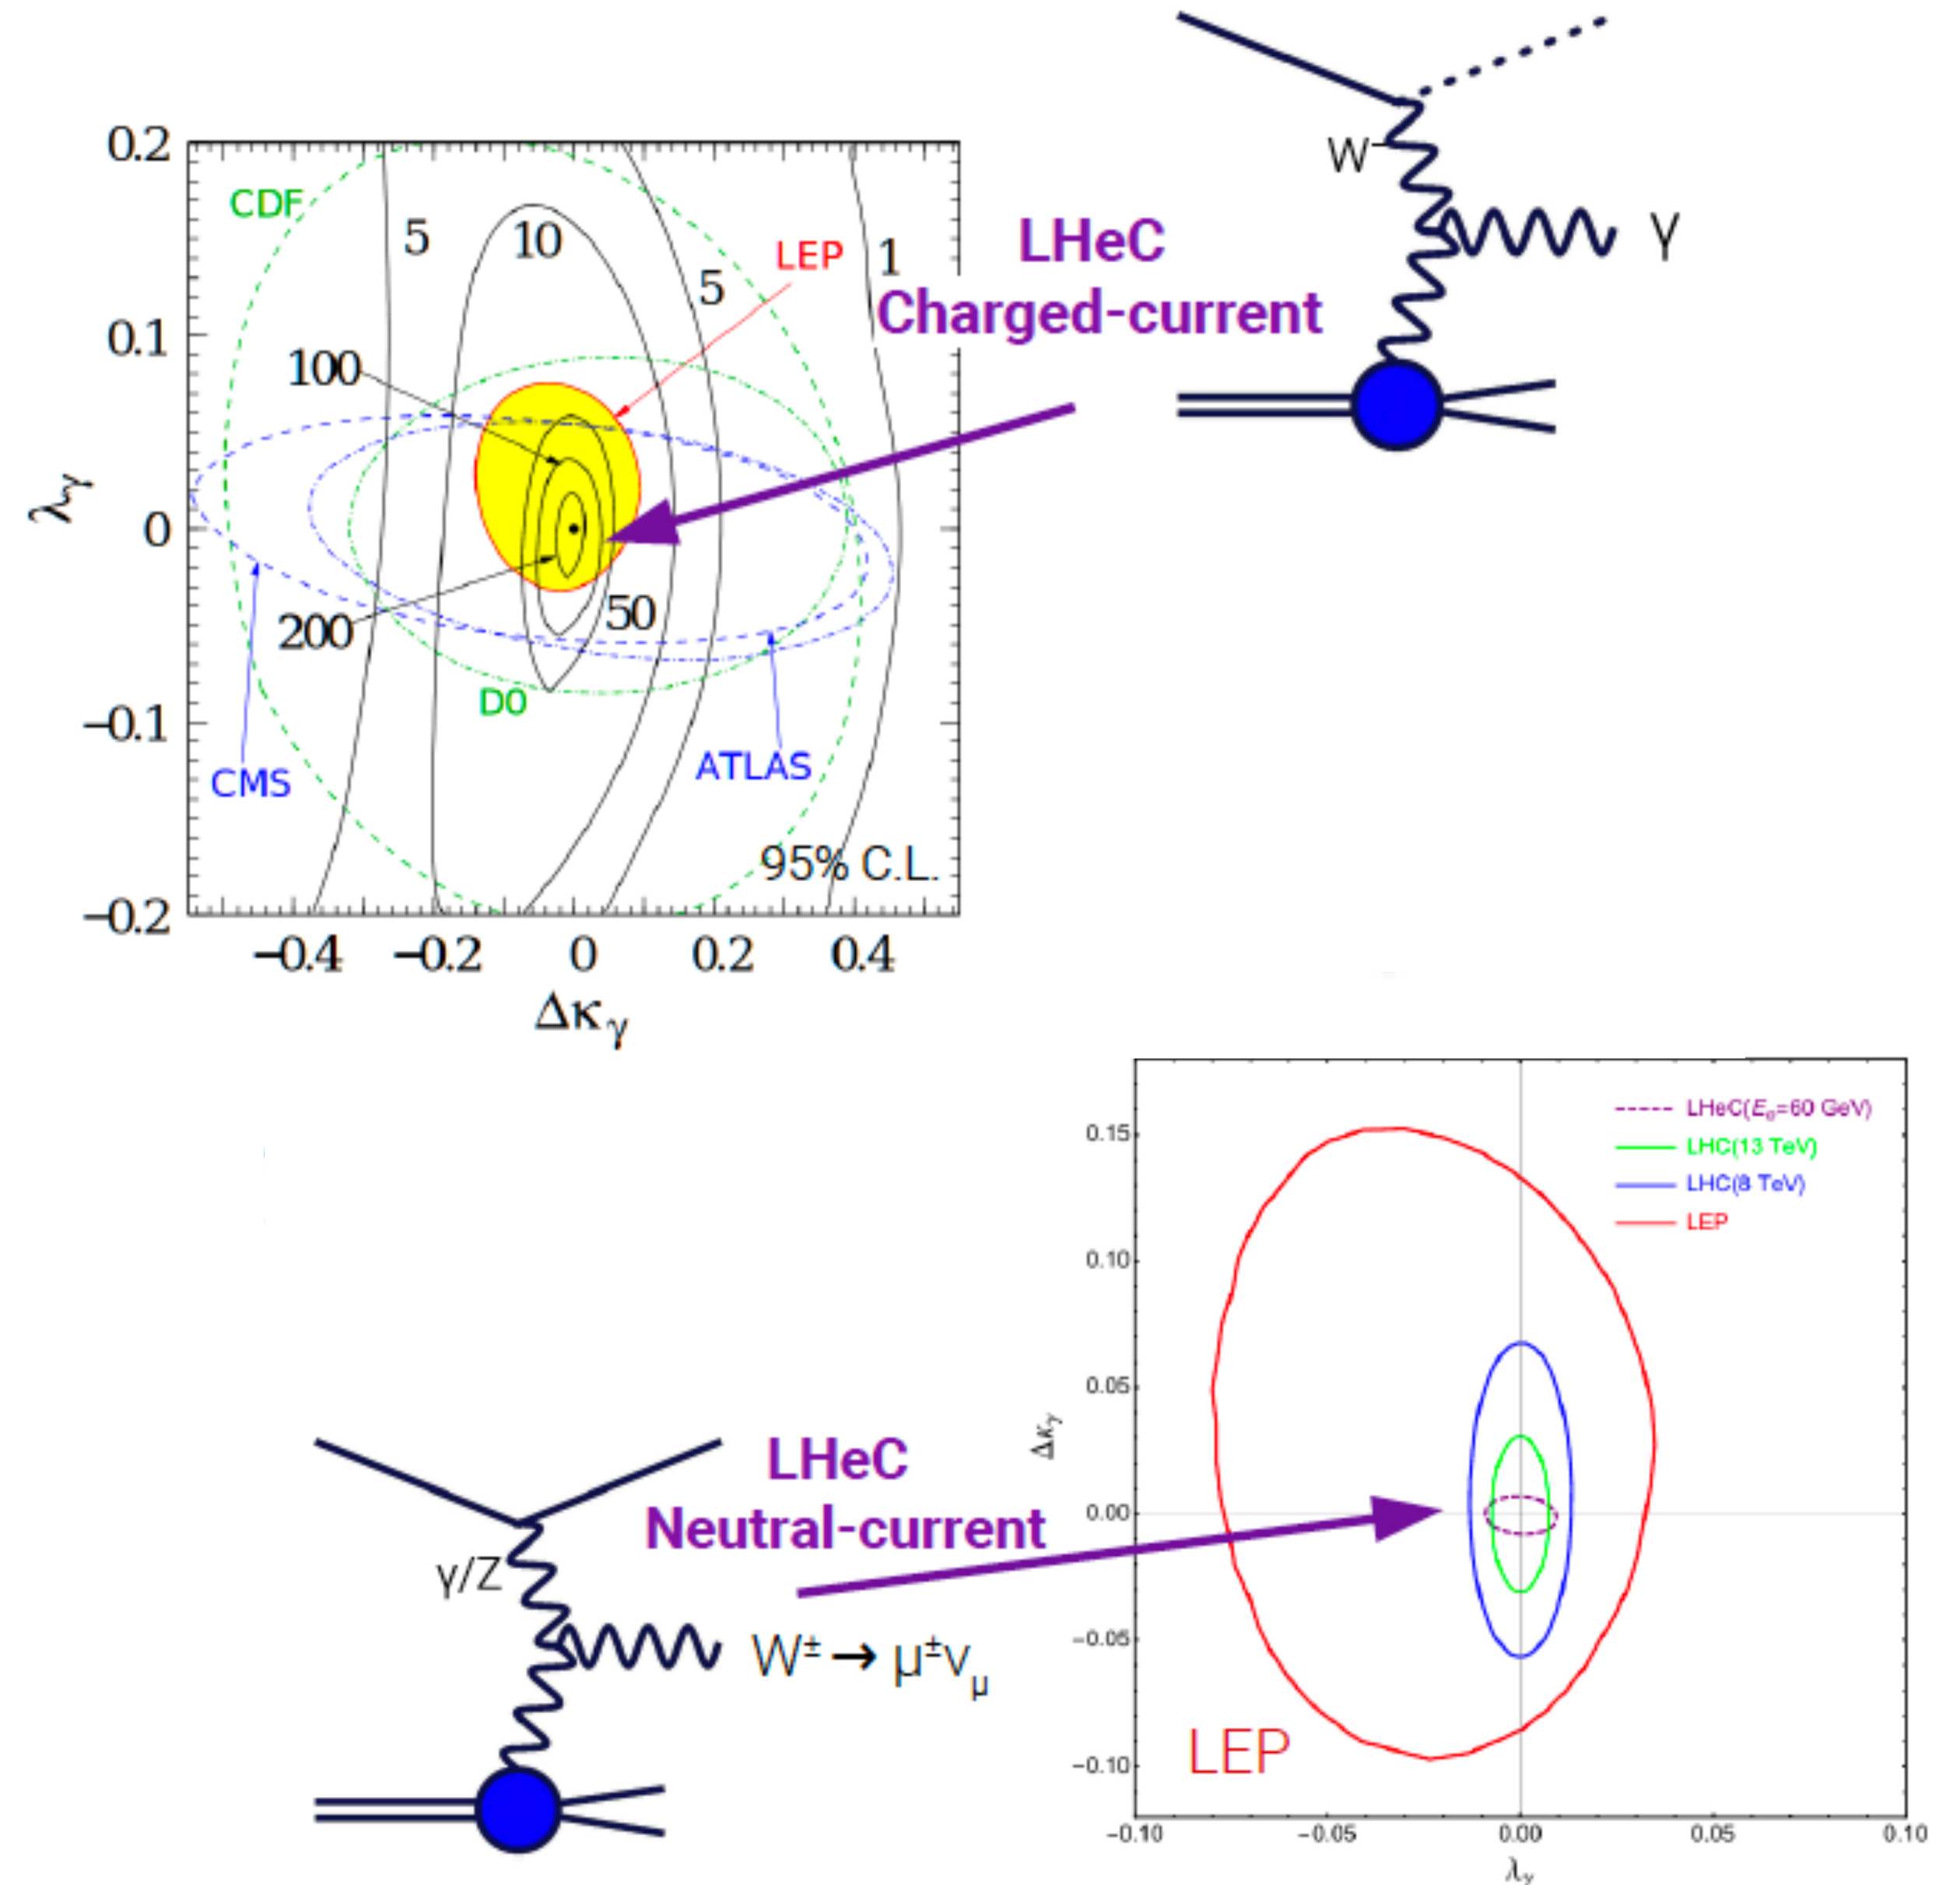 W⁻
γ
LHeC
Charged-current
0.2
0.1
0
−0.1
−0.2
λγ
CDF
5
10
LEP
5
1
100
200
50
D0
CMS
ATLAS
95% C.L.
−0.4
−0.2
0
0.2
0.4
Δκγ
LHeC
Neutral-current
γ/Z
W± → μ±νμ
0.15
0.10
0.05
0.00
−0.05
−0.10
Δκγ
LHeC(Ee=60 GeV)
LHC(13 TeV)
LHC(8 TeV)
LEP
LEP
−0.10
−0.05
0.00
0.05
0.10
λγ